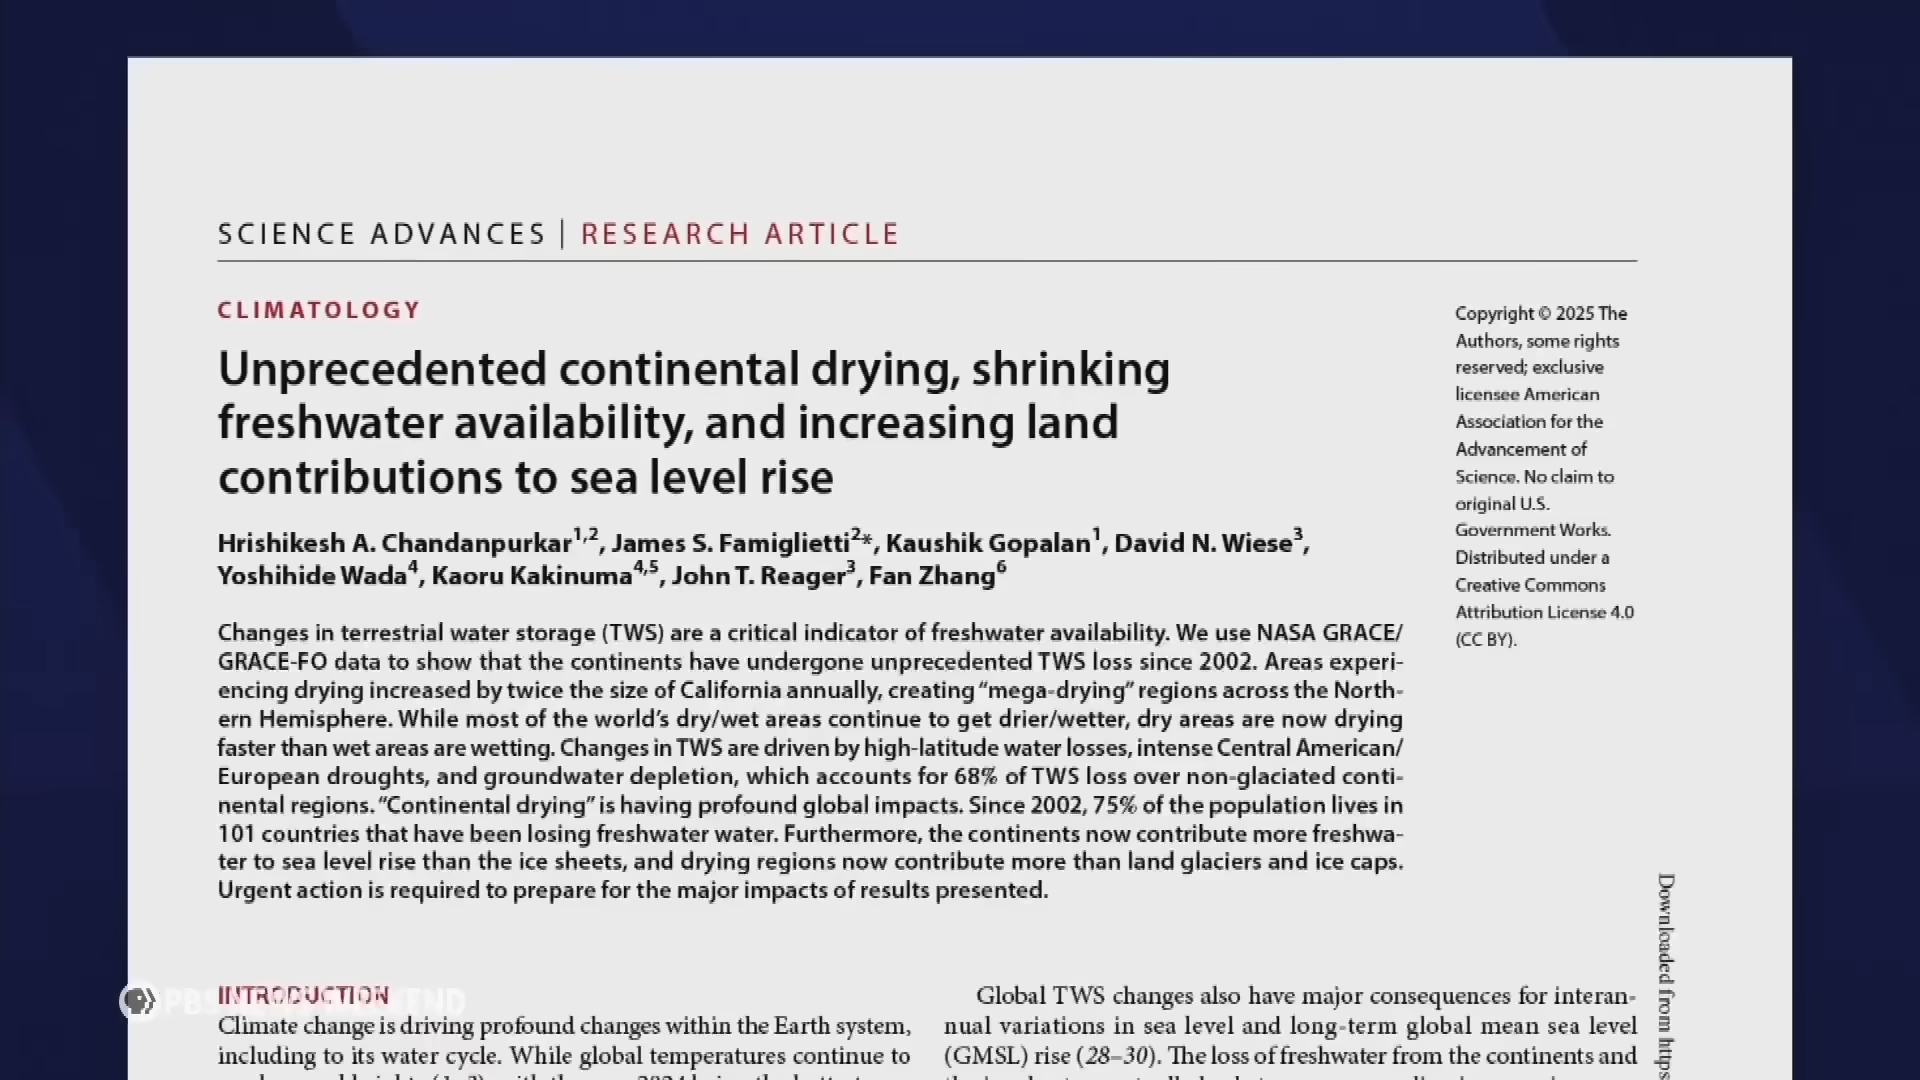 SCIENCE ADVANCES | RESEARCH ARTICLE
CLIMATOLOGY
Unprecedented continental drying, shrinking
freshwater availability, and increasing land
contributions to sea level rise
Hrishikesh A. Chandanpurkar1,2, James S. Famiglietti2*, Kaushik Gopalan1, David N. Wiese3,
Yoshihide Wada4, Kaoru Kakinuma4,5, John T. Reager3, Fan Zhang6
Changes in terrestrial water storage (TWS) are a critical indicator of freshwater availability. We use NASA GRACE/
GRACE-FO data to show that the continents have undergone unprecedented TWS loss since 2002. Areas experi-
encing drying increased by twice the size of California annually, creating “mega-drying” regions across the North-
ern Hemisphere. While most of the world’s dry/wet areas continue to get drier/wetter, dry areas are now drying
faster than wet areas are wetting. Changes in TWS are driven by high-latitude water losses, intense Central American/
European droughts, and groundwater depletion, which accounts for 68% of TWS loss over non-glaciated conti-
nental regions. “Continental drying” is having profound global impacts. Since 2002, 75% of the population lives in
101 countries that have been losing freshwater water. Furthermore, the continents now contribute more freshwa-
ter to sea level rise than the ice sheets, and drying regions now contribute more than land glaciers and ice caps.
Urgent action is required to prepare for the major impacts of results presented.
Copyright © 2025 The
Authors, some rights
reserved; exclusive
licensee American
Association for the
Advancement of
Science. No claim to
original U.S.
Government Works.
Distributed under a
Creative Commons
Attribution License 4.0
(CC BY).
INTRODUCTION
Climate change is driving profound changes within the Earth system,
including to its water cycle. While global temperatures continue to
Global TWS changes also have major consequences for interan-
nual variations in sea level and long-term global mean sea level
(GMSL) rise (28–30). The loss of freshwater from the continents and
Downloaded from https
PBS NEWS WEEKEND